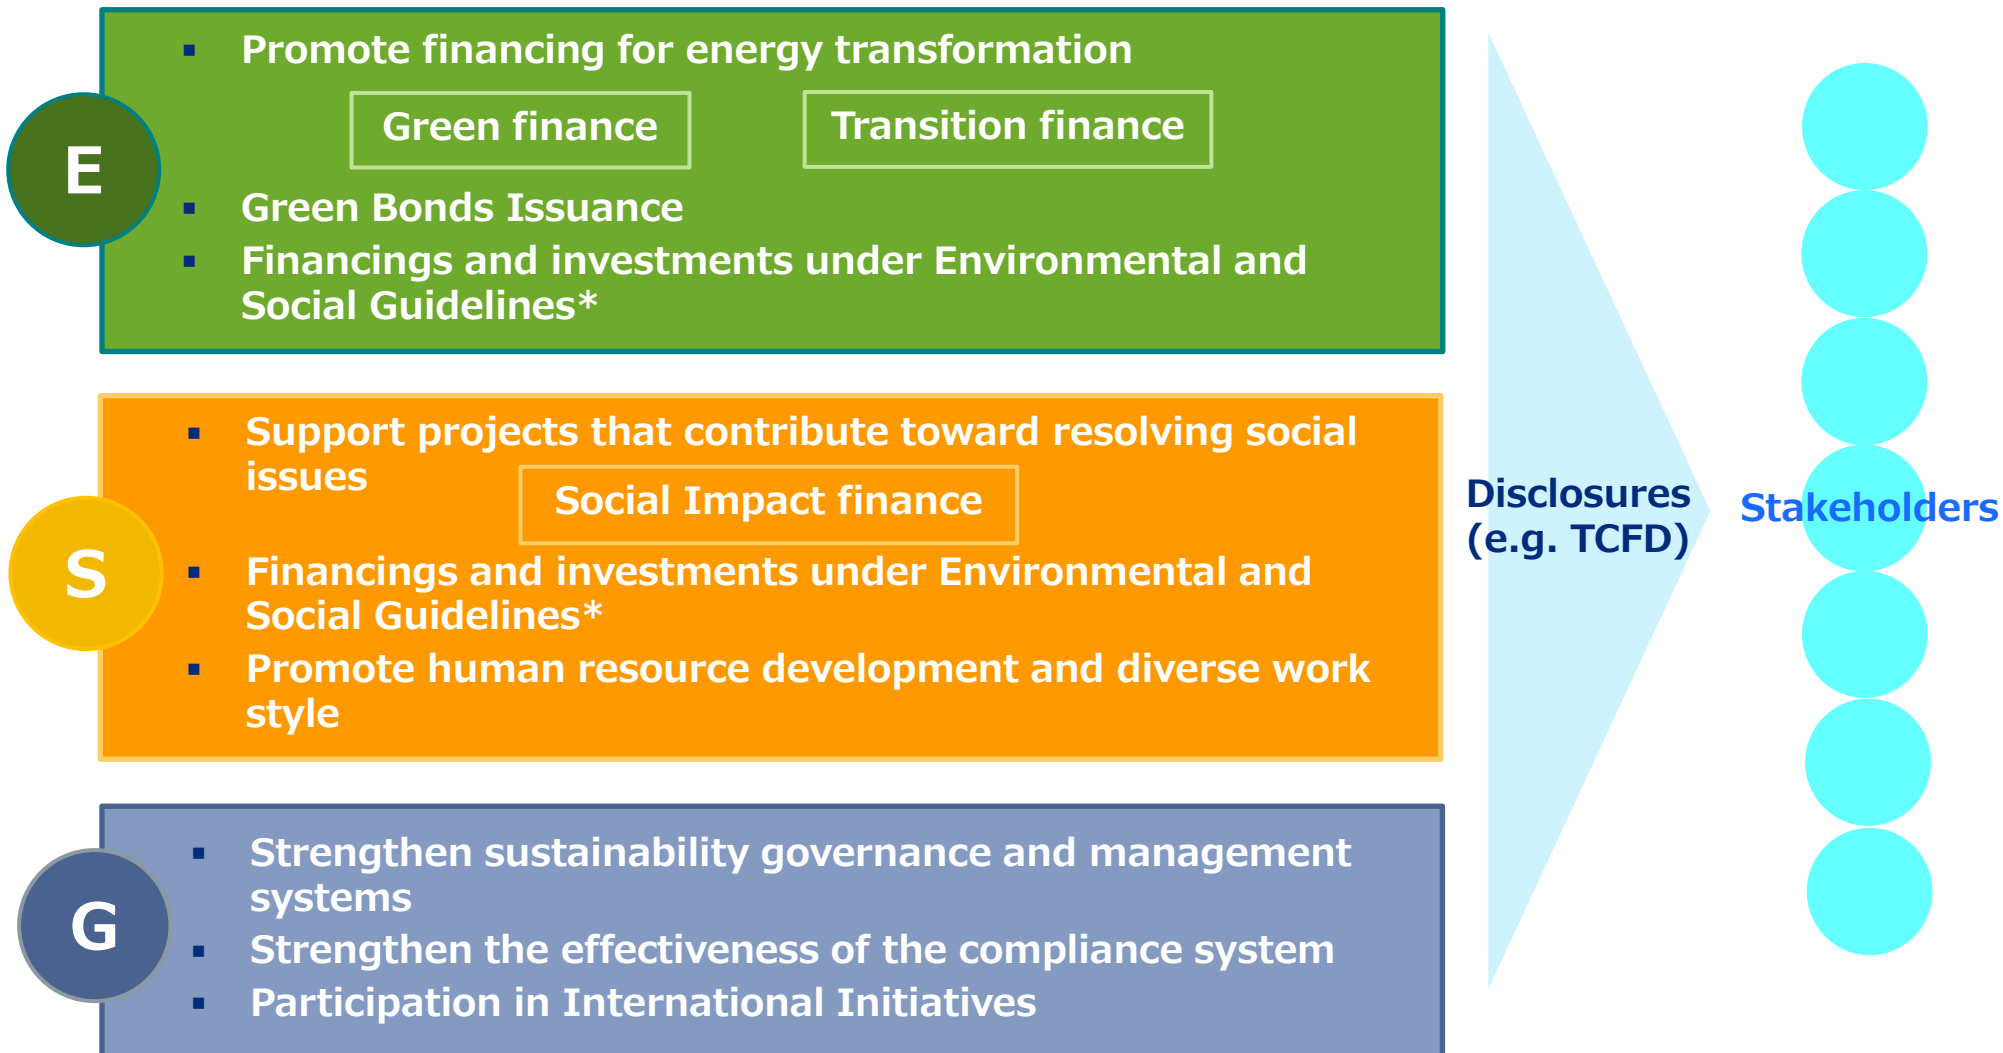 E
▪ Promote financing for energy transformation
Green finance
Transition finance
▪ Green Bonds Issuance
▪ Financings and investments under Environmental and
Social Guidelines*
S
▪ Support projects that contribute toward resolving social
issues
Social Impact finance
▪ Financings and investments under Environmental and
Social Guidelines*
▪ Promote human resource development and diverse work
style
G
▪ Strengthen sustainability governance and management
systems
▪ Strengthen the effectiveness of the compliance system
▪ Participation in International Initiatives
Disclosures
(e.g. TCFD)
Stakeholders